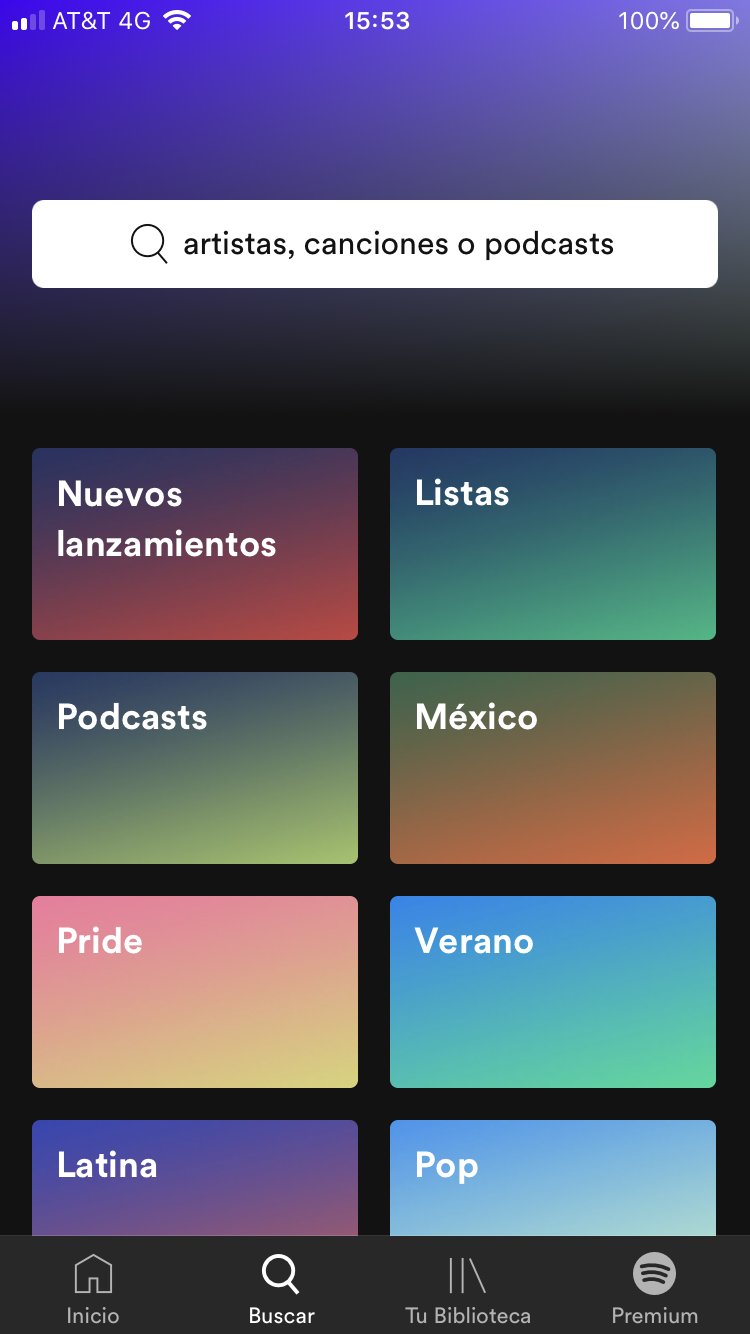 AT&T 4G 15:53 100%
artistas, canciones o podcasts
Nuevos
lanzamientos
Listas
Podcasts
México
Pride
Verano
Latina
Pop
Inicio
Buscar
Tu Biblioteca
Premium